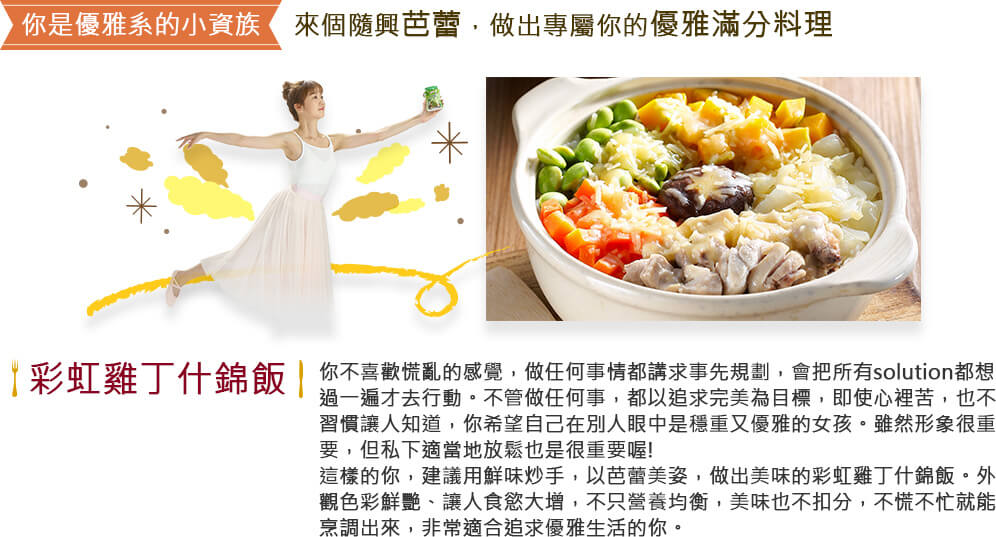 你是優雅系的小資族
來個隨興芭蕾，做出專屬你的優雅滿分料理
彩虹雞丁什錦飯
你不喜歡慌亂的感覺，做任何事情都講求事先規劃，會把所有solution都想
過一遍才去行動。不管做任何事，都以追求完美為目標，即使心裡苦，也不
習慣讓人知道，你希望自己在別人眼中是穩重又優雅的女孩。雖然形象很重
要，但私下適當地放鬆也是很重要喔!
這樣的你，建議用鮮味炒手，以芭蕾美姿，做出美味的彩虹雞丁什錦飯。外
觀色彩鮮艷、讓人食慾大增，不只營養均衡，美味也不扣分，不慌不忙就能
烹調出來，非常適合追求優雅生活的你。